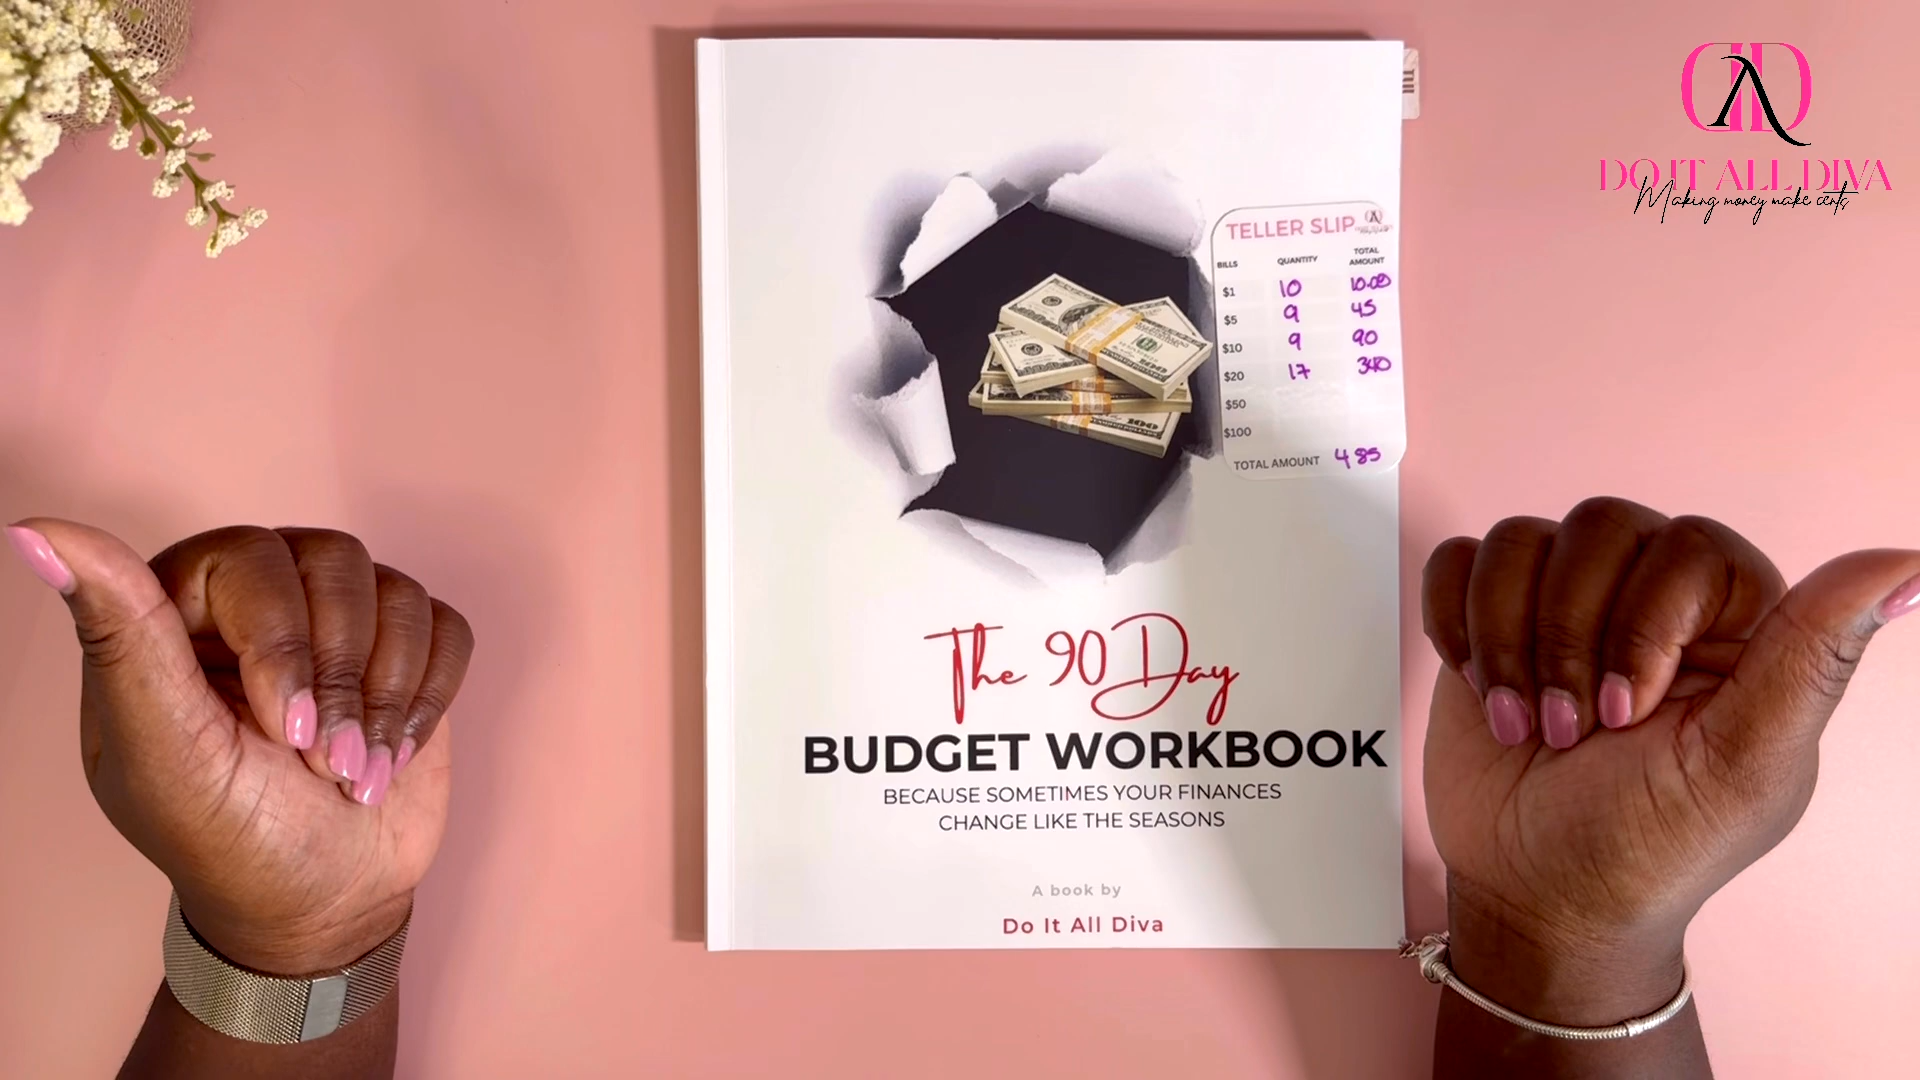 DO IT ALL DIVA
Making money make cents
TELLER SLIP
BILLS QUANTITY TOTAL AMOUNT
$1 10 10.00
$5 9 45
$10 9 90
$20 17 340
$50
$100
TOTAL AMOUNT 485
100
The 90 Day
BUDGET WORKBOOK
BECAUSE SOMETIMES YOUR FINANCES
CHANGE LIKE THE SEASONS
A book by
Do It All Diva